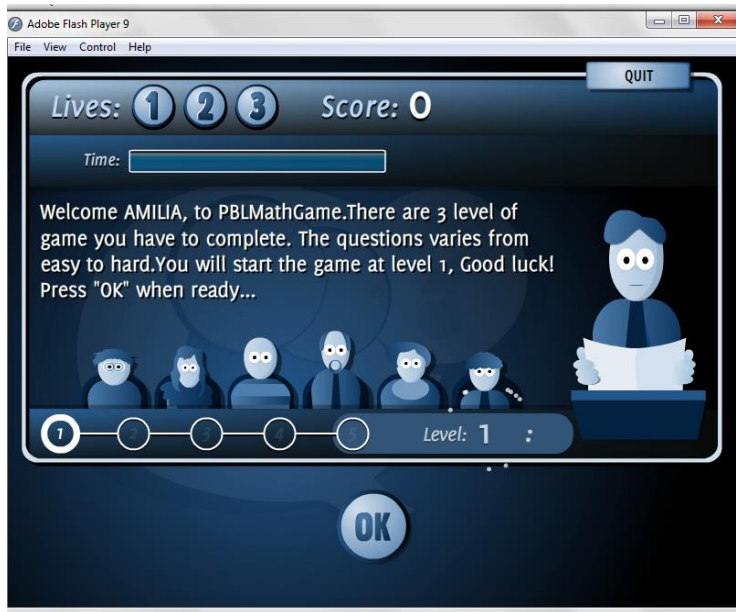 Adobe Flash Player 9
File View Control Help
QUIT
Lives: 1 2 3 Score: 0
Time:
Welcome AMILIA, to PBLMathGame.There are 3 level of
game you have to complete. The questions varies from
easy to hard.You will start the game at level 1, Good luck!
Press "OK" when ready...
1 2 3 4 5 Level: 1 :
OK